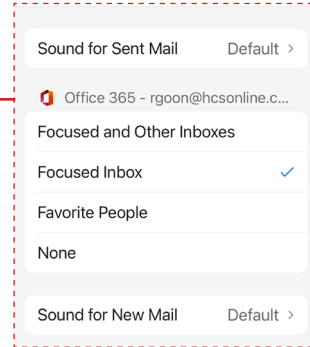 Sound for Sent Mail Default >
Office 365 - rgoon@hcsonline.c...
Focused and Other Inboxes
Focused Inbox
Favorite People
None
Sound for New Mail Default >